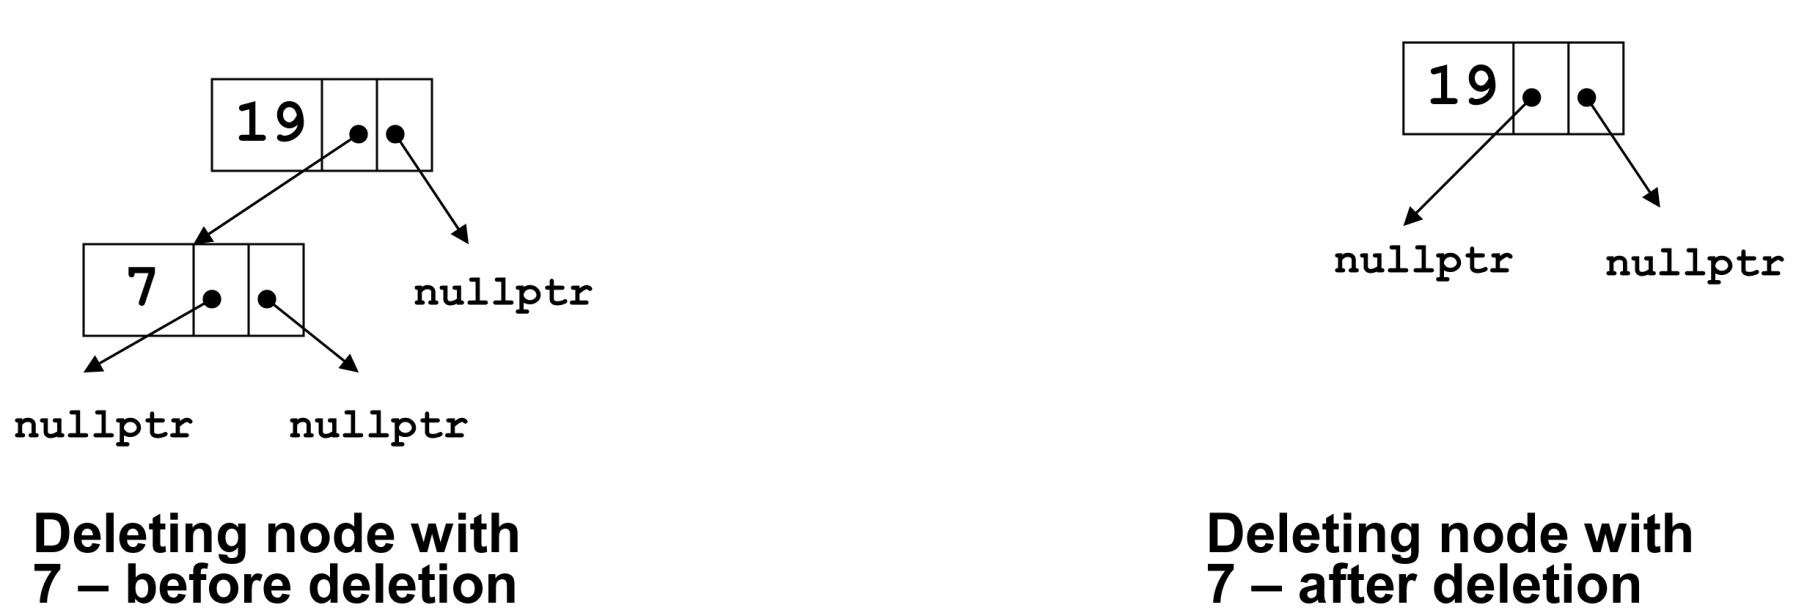 19
7
nullptr
nullptr
nullptr
Deleting node with
7 – before deletion
19
nullptr
nullptr
Deleting node with
7 – after deletion